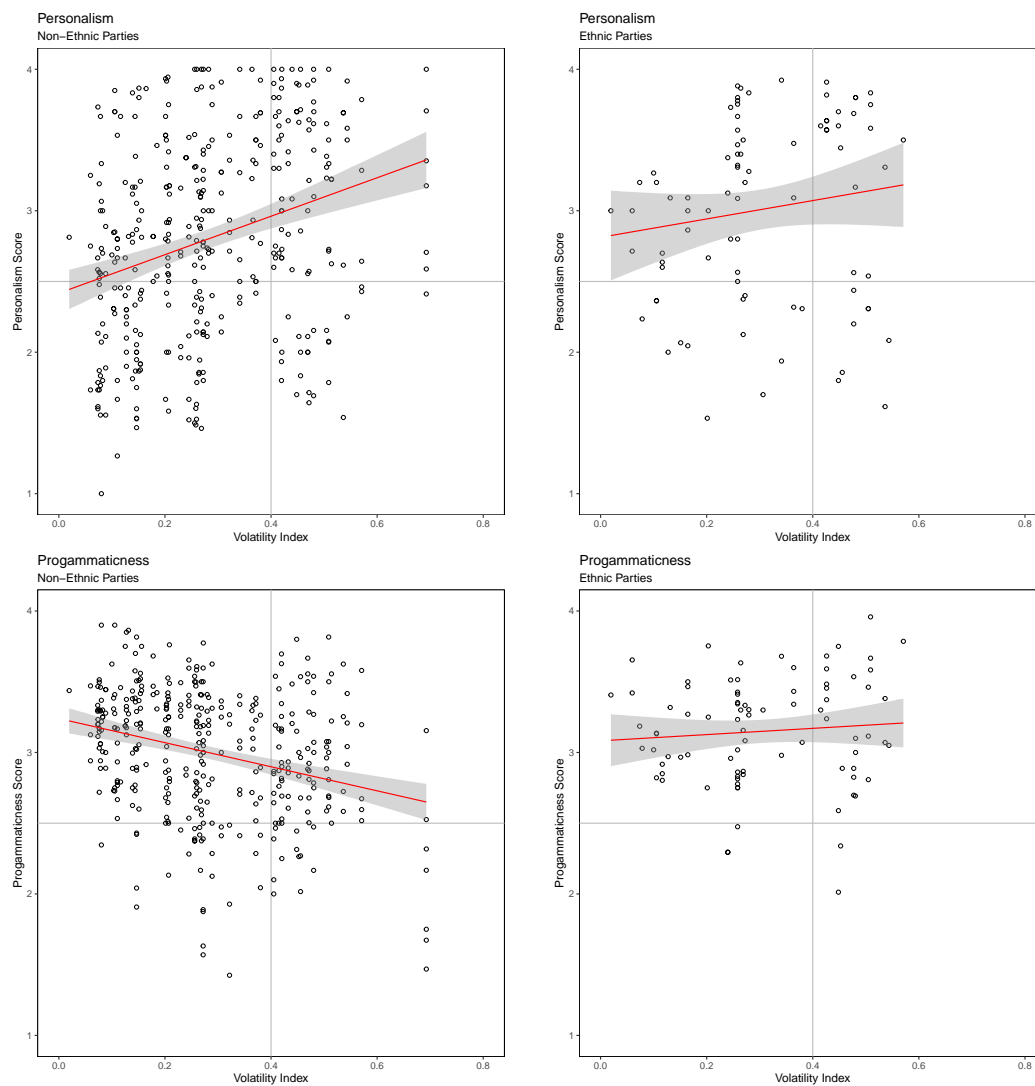 Personalism
Non−Ethnic Parties
4
3
2
1
Personalism Score
0.0 0.2 0.4 0.6 0.8
Volatility Index
Personalism
Ethnic Parties
4
3
2
1
Personalism Score
0.0 0.2 0.4 0.6 0.8
Volatility Index
Progammaticness
Non−Ethnic Parties
4
3
2
1
Progammaticness Score
0.0 0.2 0.4 0.6 0.8
Volatility Index
Progammaticness
Ethnic Parties
4
3
2
1
Progammaticness Score
0.0 0.2 0.4 0.6 0.8
Volatility Index